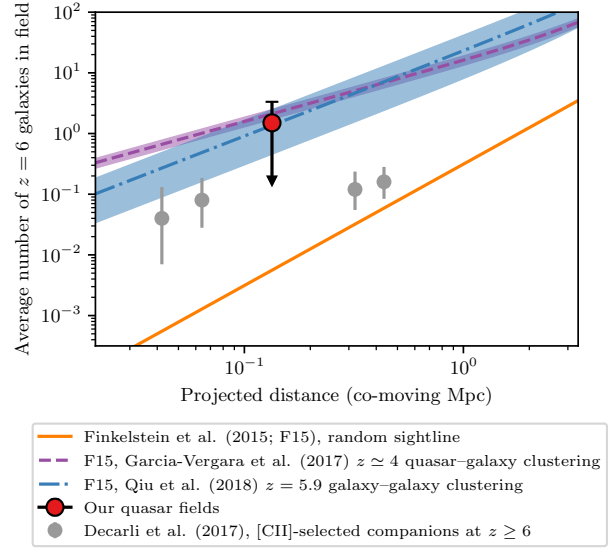 Average number of z = 6 galaxies in field
10²
10¹
10⁰
10⁻¹
10⁻²
10⁻³
10⁻¹
10⁰
Projected distance (co-moving Mpc)
Finkelstein et al. (2015; F15), random sightline
F15, Garcia-Vergara et al. (2017) z ≃ 4 quasar–galaxy clustering
F15, Qiu et al. (2018) z = 5.9 galaxy–galaxy clustering
Our quasar fields
Decarli et al. (2017), [CII]-selected companions at z ≥ 6